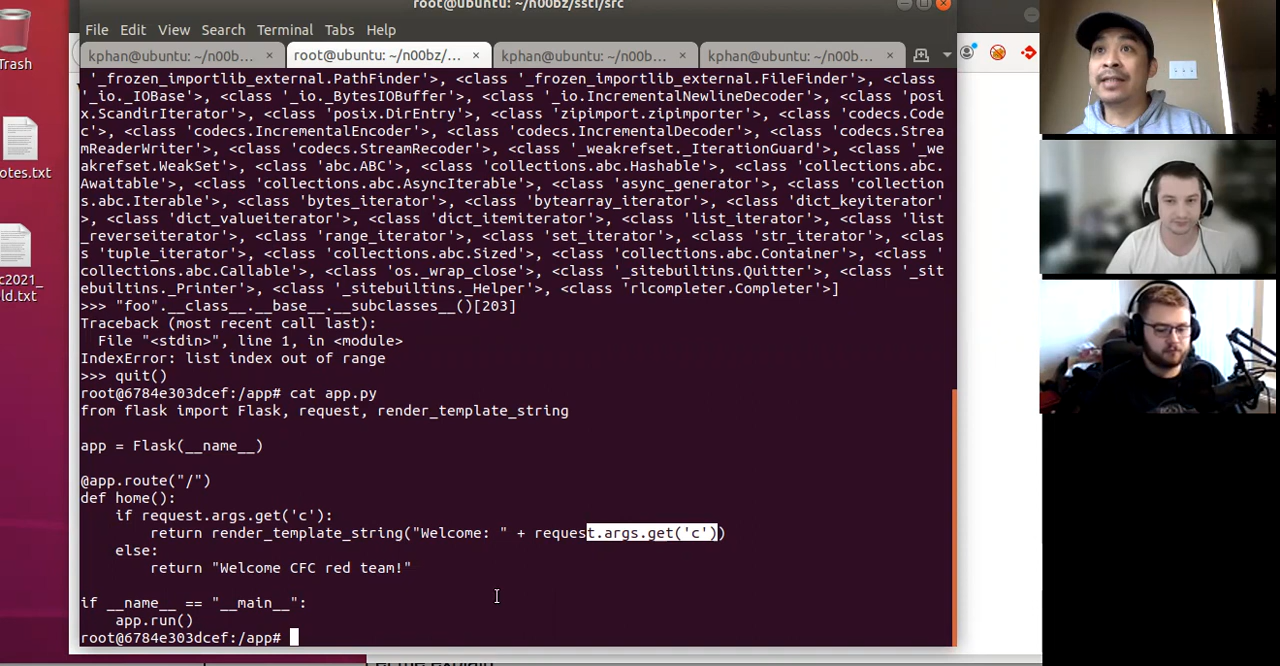 root@ubuntu: ~/n00bz/ssti/src
File Edit View Search Terminal Tabs Help
kphan@ubuntu: ~/n00b... × root@ubuntu: ~/n00bz/... × kphan@ubuntu: ~/n00b... × kphan@ubuntu: ~/n00b... ×
Trash
otes.txt
c2021_
ld.txt
'_frozen_importlib_external.PathFinder'>, <class '_frozen_importlib_external.FileFinder'>, <class
'_io._IOBase'>, <class '_io._BytesIOBuffer'>, <class '_io.IncrementalNewlineDecoder'>, <class 'posi
x.ScandirIterator'>, <class 'posix.DirEntry'>, <class 'zipimport.zipimporter'>, <class 'codecs.Code
c'>, <class 'codecs.IncrementalEncoder'>, <class 'codecs.IncrementalDecoder'>, <class 'codecs.Strea
mReaderWriter'>, <class 'codecs.StreamRecoder'>, <class '_weakrefset._IterationGuard'>, <class '_we
akrefset.WeakSet'>, <class 'abc.ABC'>, <class 'collections.abc.Hashable'>, <class 'collections.abc.
Awaitable'>, <class 'collections.abc.AsyncIterable'>, <class 'async_generator'>, <class 'collection
s.abc.Iterable'>, <class 'bytes_iterator'>, <class 'bytearray_iterator'>, <class 'dict_keyiterator'
>, <class 'dict_valueiterator'>, <class 'dict_itemiterator'>, <class 'list_iterator'>, <class 'list
_reverseiterator'>, <class 'range_iterator'>, <class 'set_iterator'>, <class 'str_iterator'>, <clas
s 'tuple_iterator'>, <class 'collections.abc.Sized'>, <class 'collections.abc.Container'>, <class '
collections.abc.Callable'>, <class 'os._wrap_close'>, <class '_sitebuiltins.Quitter'>, <class '_sit
ebuiltins._Printer'>, <class '_sitebuiltins._Helper'>, <class 'rlcompleter.Completer'>]
>>> "foo".__class__.__base__.__subclasses__()[203]
Traceback (most recent call last):
File "<stdin>", line 1, in <module>
IndexError: list index out of range
>>> quit()
root@6784e303dcef:/app# cat app.py
from flask import Flask, request, render_template_string
app = Flask(__name__)
@app.route("/")
def home():
if request.args.get('c'):
return render_template_string("Welcome: " + request.args.get('c'))
else:
return "Welcome CFC red team!"
if __name__ == "__main__":
app.run()
root@6784e303dcef:/app#